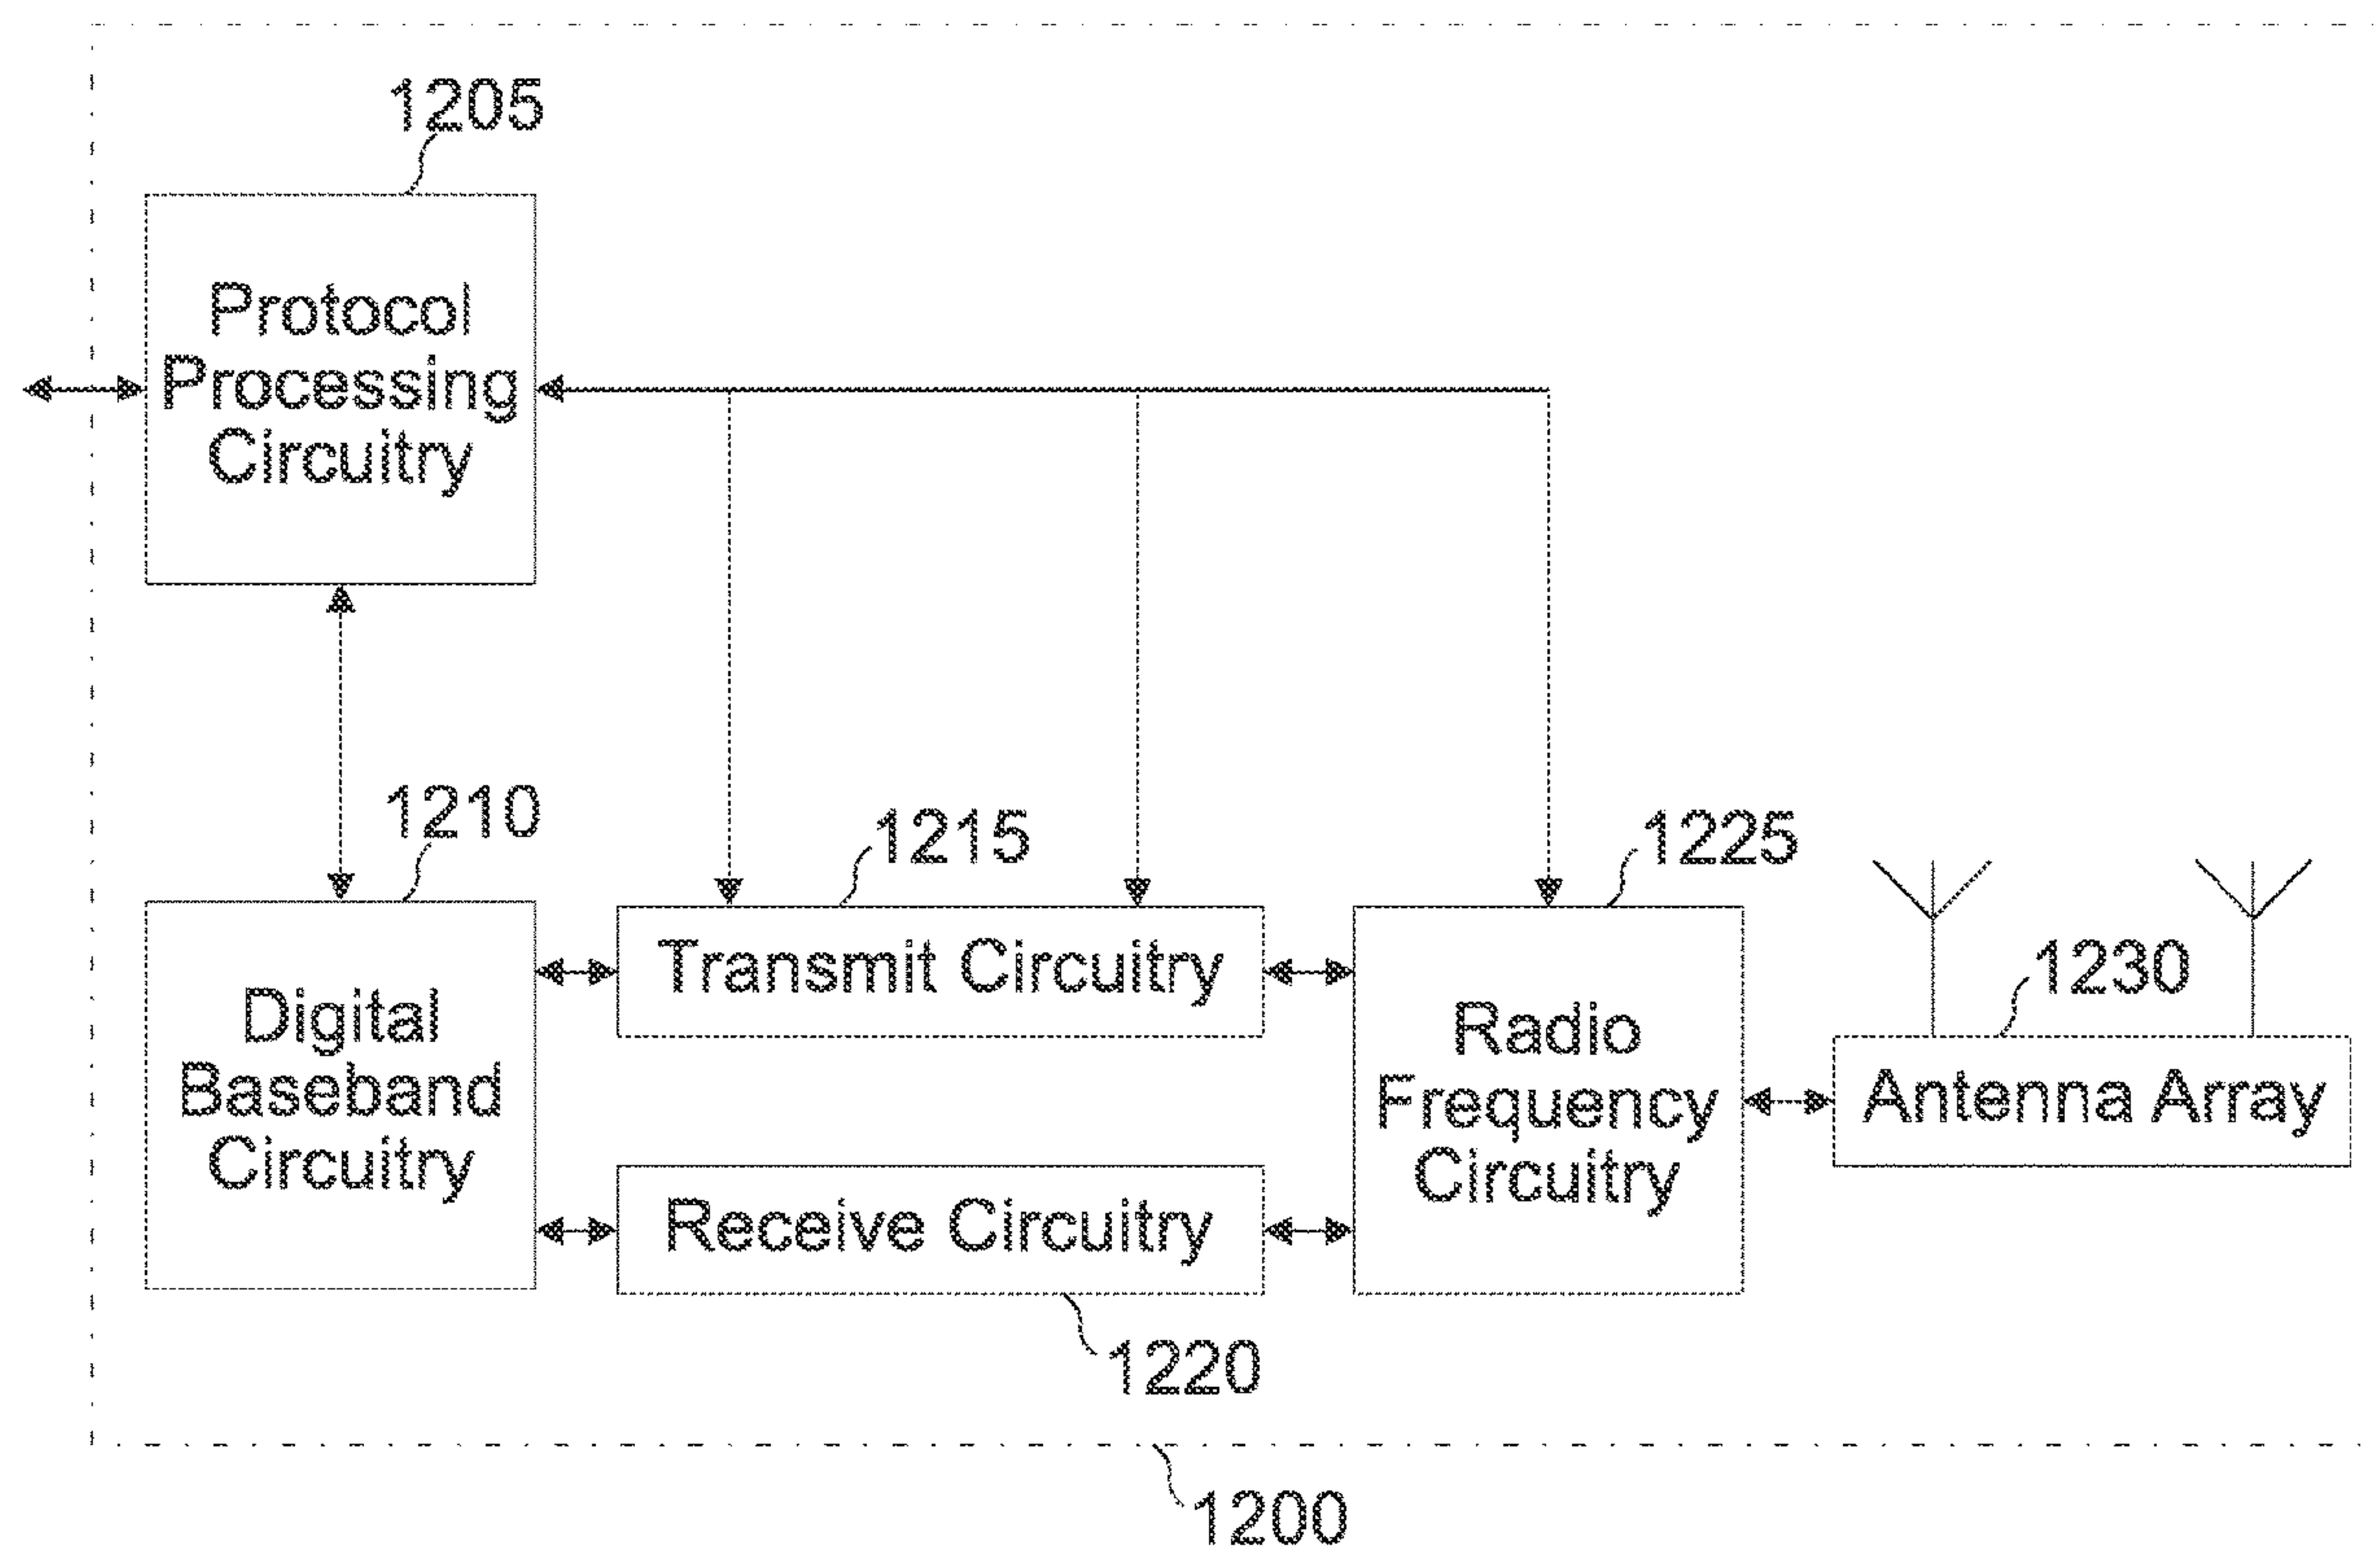 1205
Protocol
Processing
Circuitry
1210
1215
1225
1230
Digital
Baseband
Circuitry
Transmit Circuitry
Radio
Frequency
Circuitry
Antenna Array
Receive Circuitry
1220
1200